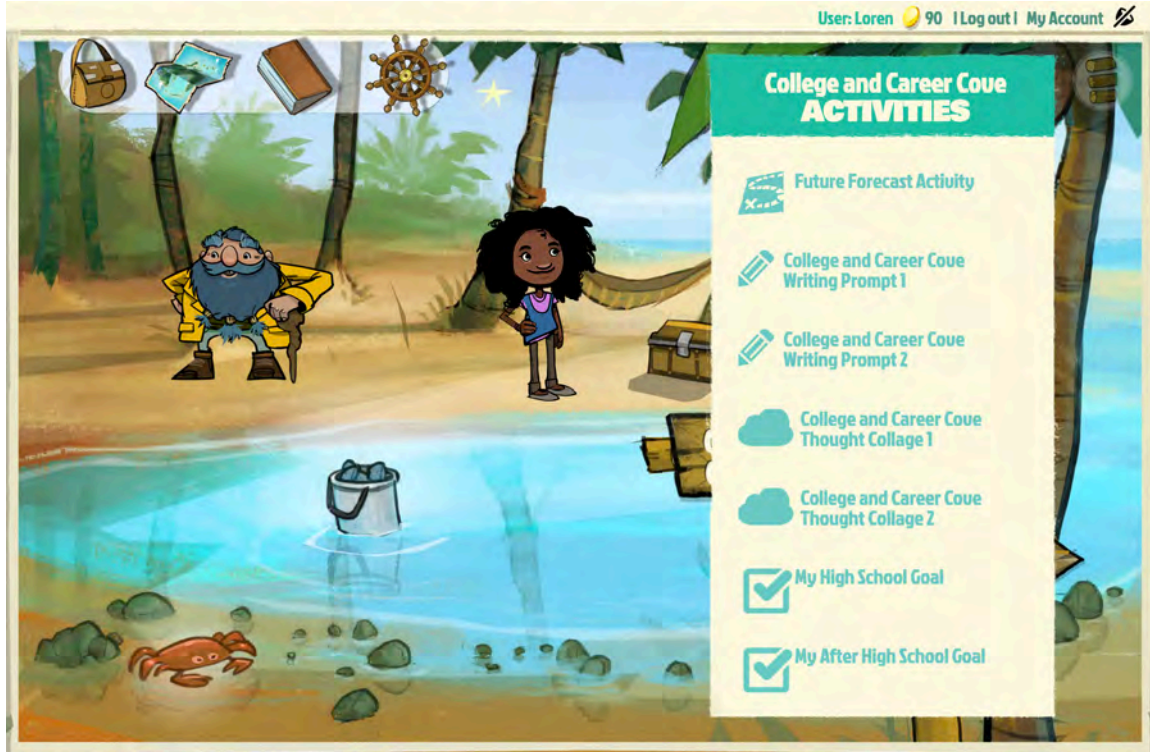 User: Loren 90 | Log out | My Account
College and Career Cove
ACTIVITIES
Future Forecast Activity
College and Career Cove
Writing Prompt 1
College and Career Cove
Writing Prompt 2
College and Career Cove
Thought Collage 1
College and Career Cove
Thought Collage 2
My High School Goal
My After High School Goal